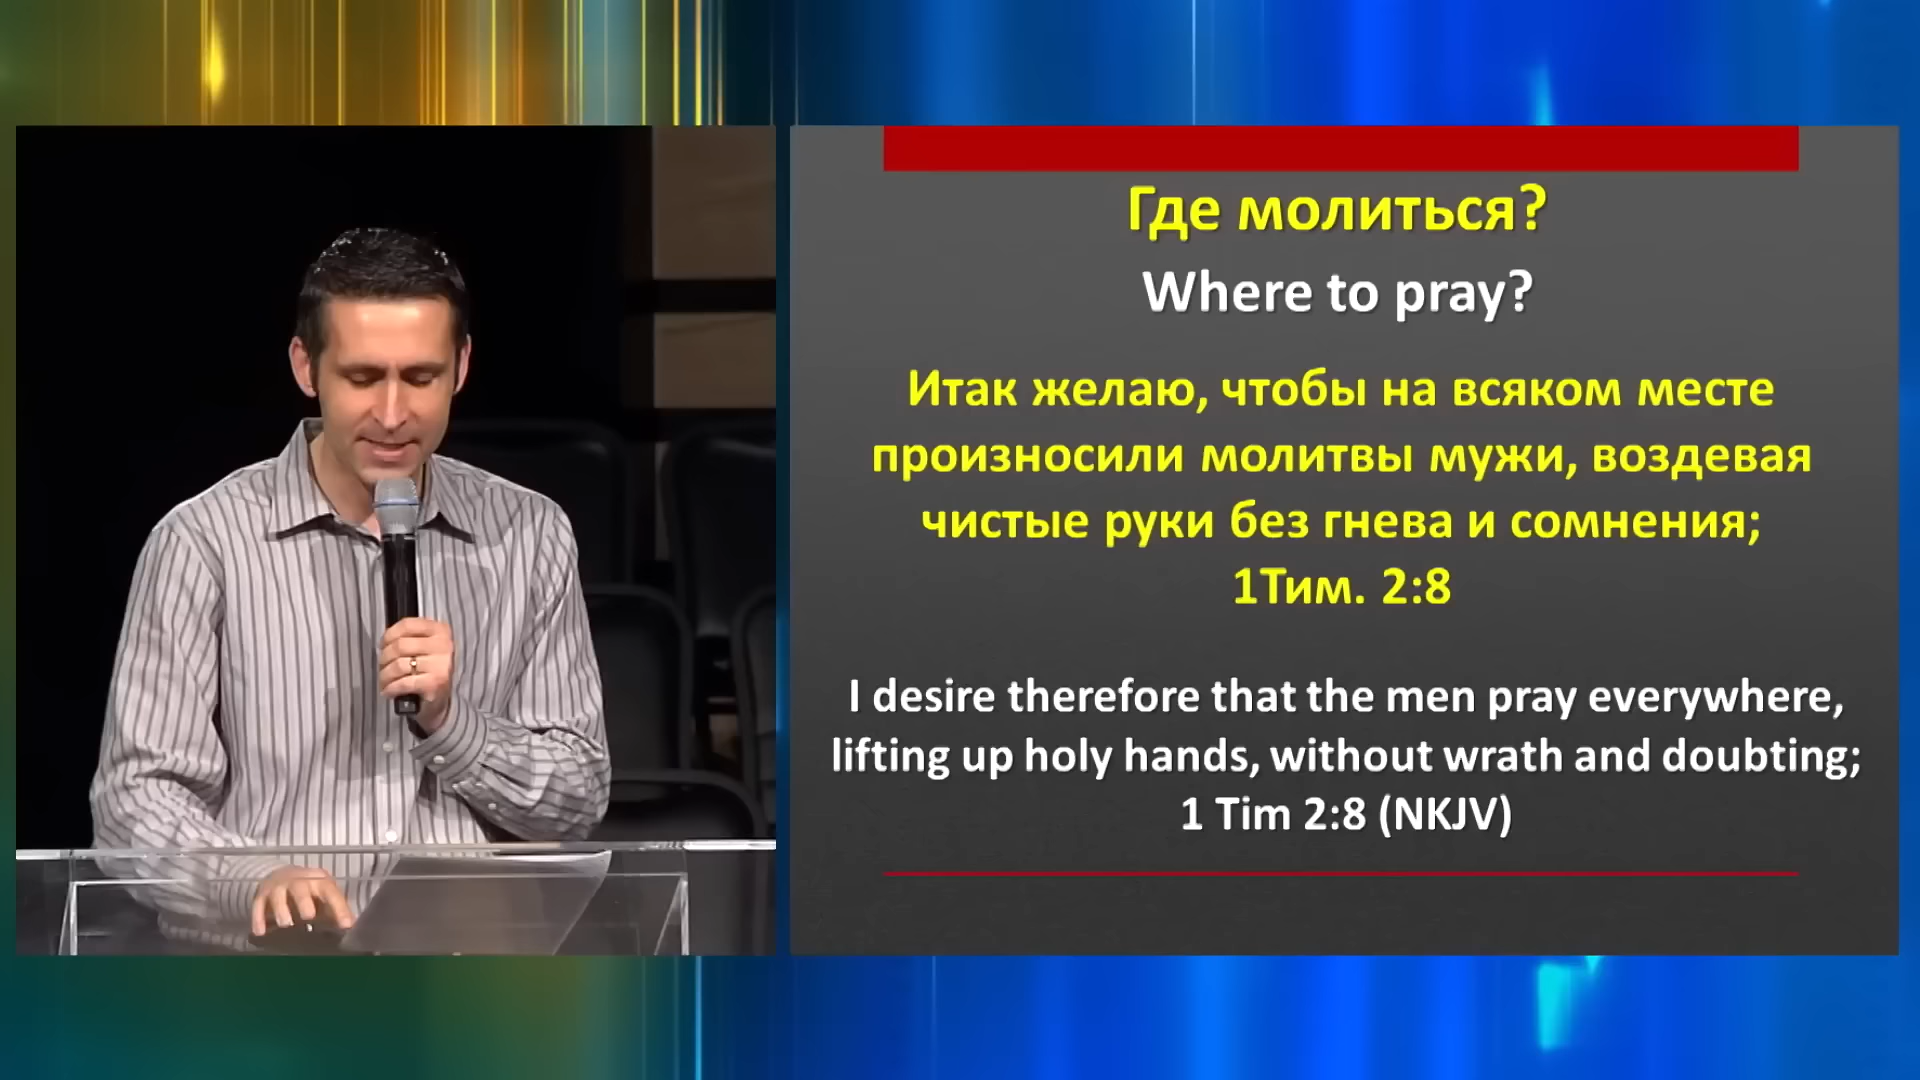 Где молиться?
Where to pray?
Итак желаю, чтобы на всяком месте
произносили молитвы мужи, воздевая
чистые руки без гнева и сомнения;
1Тим. 2:8
I desire therefore that the men pray everywhere,
lifting up holy hands, without wrath and doubting;
1 Tim 2:8 (NKJV)